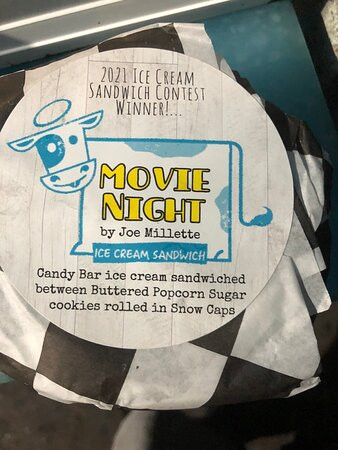 2021 ICE CREAM
SANDWICH CONTEST
WINNER!...
MOVIE
NIGHT
by Joe Millette
ICE CREAM SANDWICH
Candy Bar ice cream sandwiched
between Buttered Popcorn Sugar
cookies rolled in Snow Caps